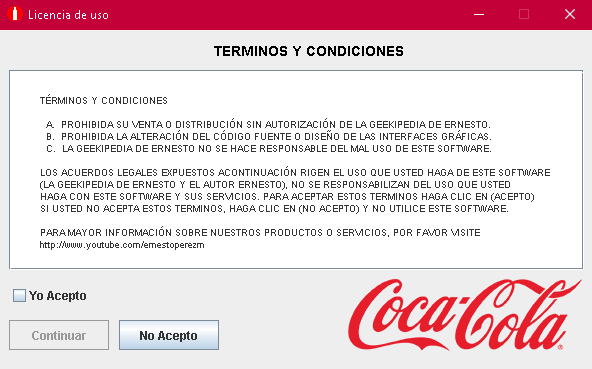 Licencia de uso
TERMINOS Y CONDICIONES
TÉRMINOS Y CONDICIONES
A. PROHIBIDA SU VENTA O DISTRIBUCIÓN SIN AUTORIZACIÓN DE LA GEEKIPEDIA DE ERNESTO.
B. PROHIBIDA LA ALTERACIÓN DEL CÓDIGO FUENTE O DISEÑO DE LAS INTERFACES GRÁFICAS.
C. LA GEEKIPEDIA DE ERNESTO NO SE HACE RESPONSABLE DEL MAL USO DE ESTE SOFTWARE.
LOS ACUERDOS LEGALES EXPUESTOS ACONTINUACIÓN RIGEN EL USO QUE USTED HAGA DE ESTE SOFTWARE
(LA GEEKIPEDIA DE ERNESTO Y EL AUTOR ERNESTO), NO SE RESPONSABILIZAN DEL USO QUE USTED
HAGA CON ESTE SOFTWARE Y SUS SERVICIOS. PARA ACEPTAR ESTOS TERMINOS HAGA CLIC EN (ACEPTO)
SI USTED NO ACEPTA ESTOS TERMINOS, HAGA CLIC EN (NO ACEPTO) Y NO UTILICE ESTE SOFTWARE.
PARA MAYOR INFORMACIÓN SOBRE NUESTROS PRODUCTOS O SERVICIOS, POR FAVOR VISITE
http://www.youtube.com/ernestoperezm
Yo Acepto
Continuar
No Acepto
Coca-Cola®